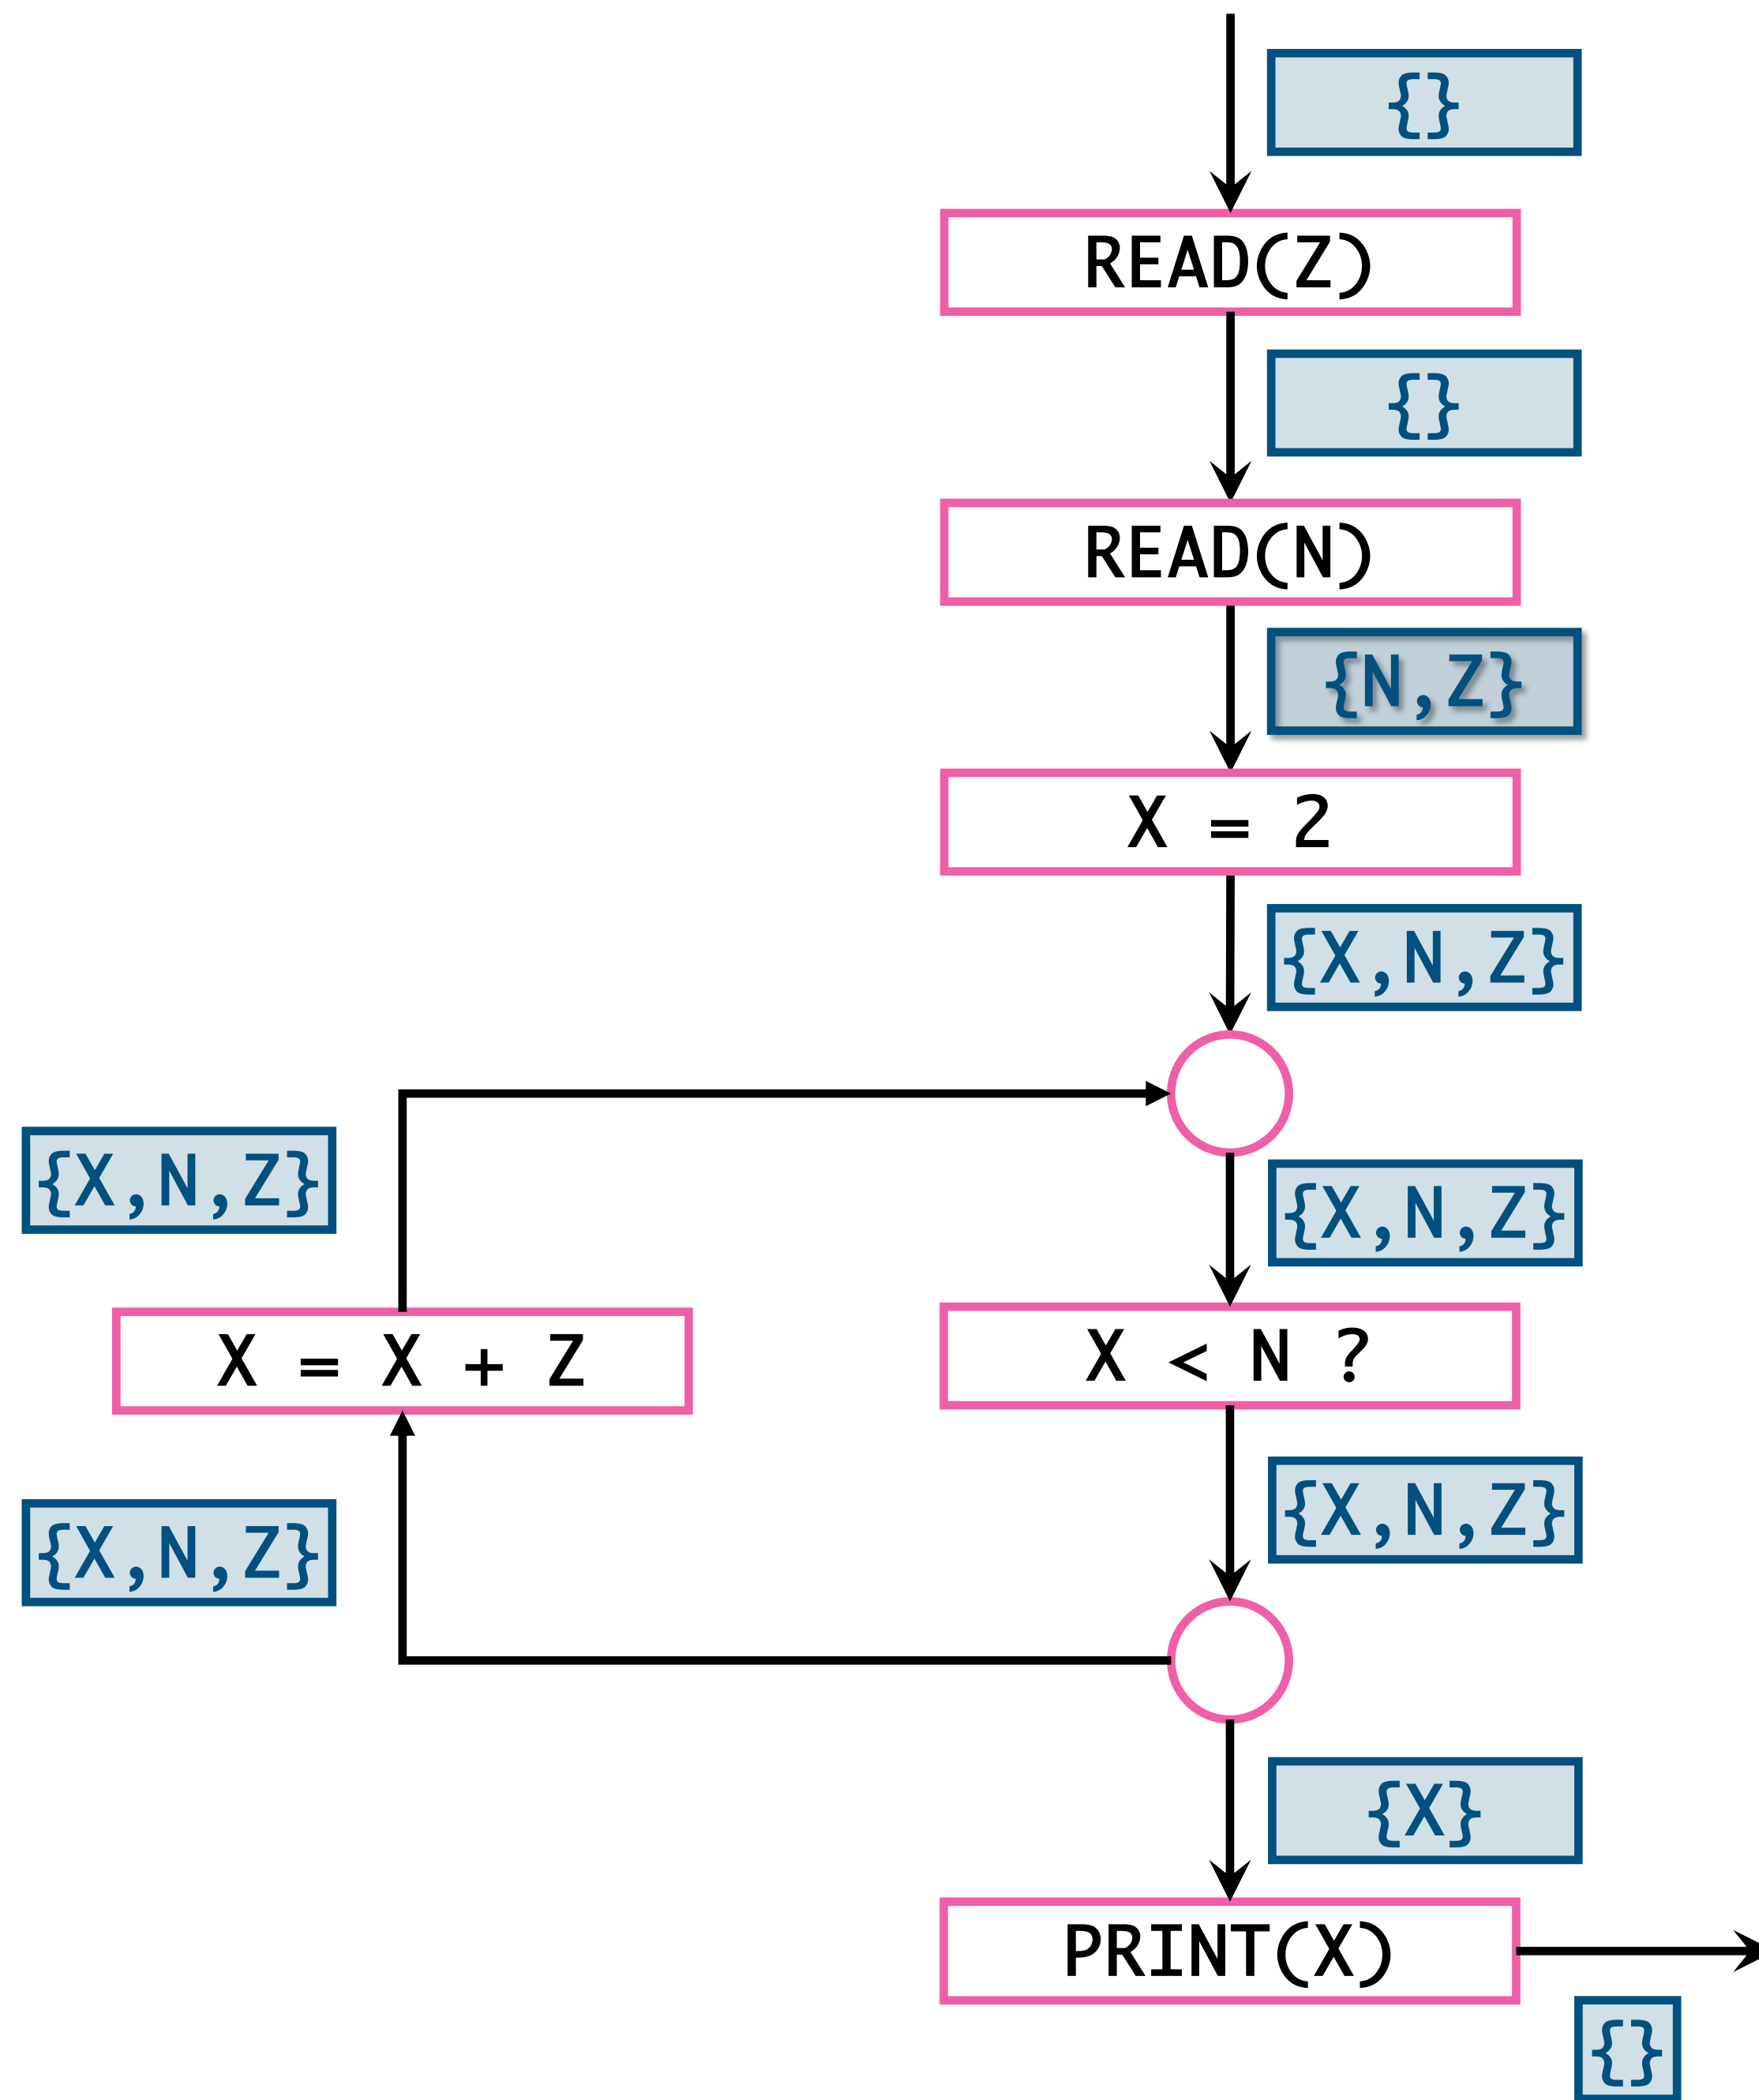 {}
READ(Z)
{}
READ(N)
{N,Z}
X = 2
{X,N,Z}
{X,N,Z}
{X,N,Z}
X = X + Z
X < N ?
{X,N,Z}
{X,N,Z}
{X}
PRINT(X)
{}